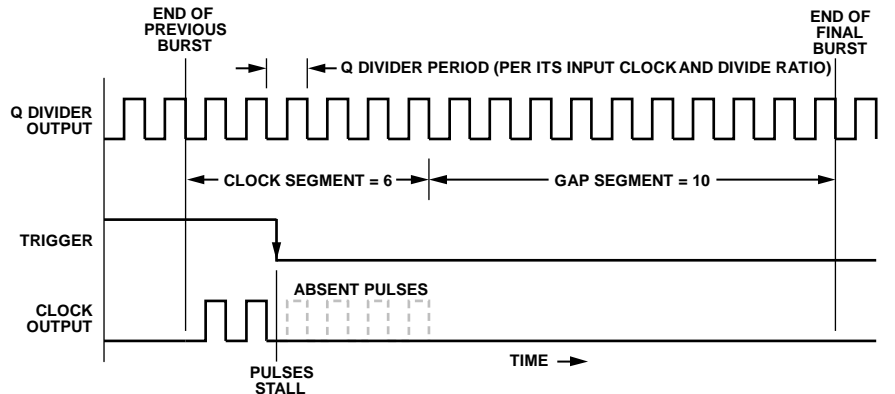 END OF
PREVIOUS
BURST
END OF
FINAL
BURST
Q DIVIDER PERIOD (PER ITS INPUT CLOCK AND DIVIDE RATIO)
Q DIVIDER
OUTPUT
CLOCK SEGMENT = 6
GAP SEGMENT = 10
TRIGGER
ABSENT PULSES
CLOCK
OUTPUT
TIME
PULSES
STALL